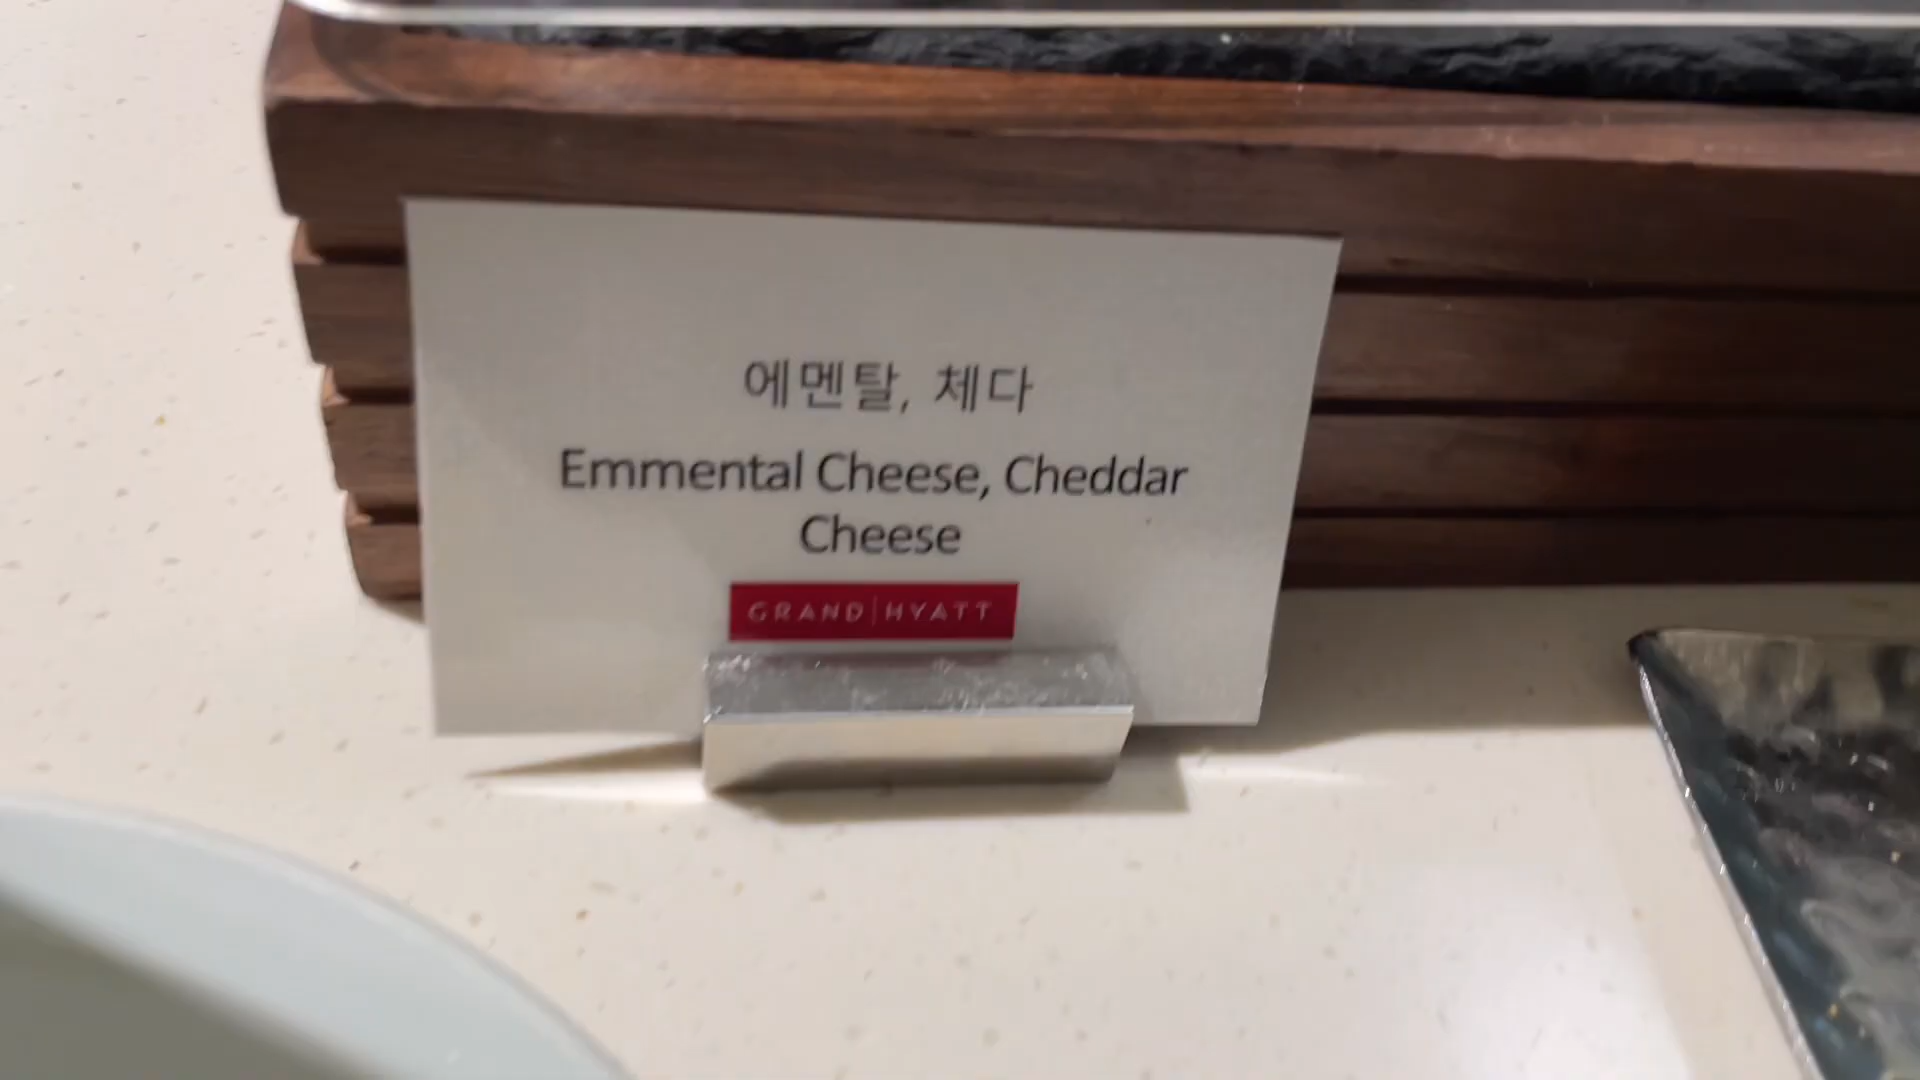 에멘탈, 체다
Emmental Cheese, Cheddar
Cheese
GRAND | HYATT